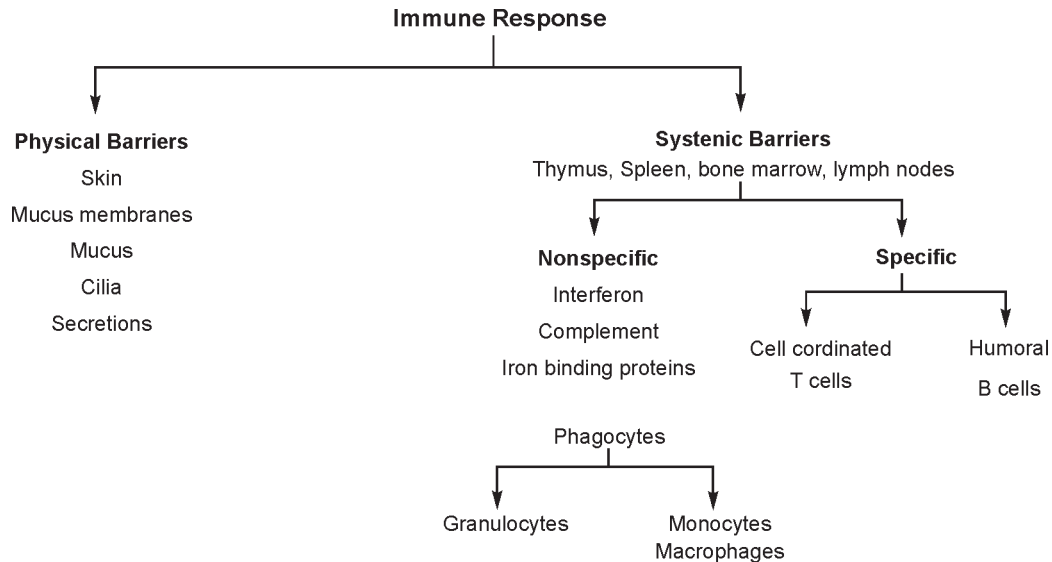 Immune Response
Physical Barriers
Skin
Mucus membranes
Mucus
Cilia
Secretions
Systenic Barriers
Thymus, Spleen, bone marrow, lymph nodes
Nonspecific
Interferon
Complement
Iron binding proteins
Specific
Cell cordinated
T cells
Humoral
B cells
Phagocytes
Granulocytes
Monocytes
Macrophages